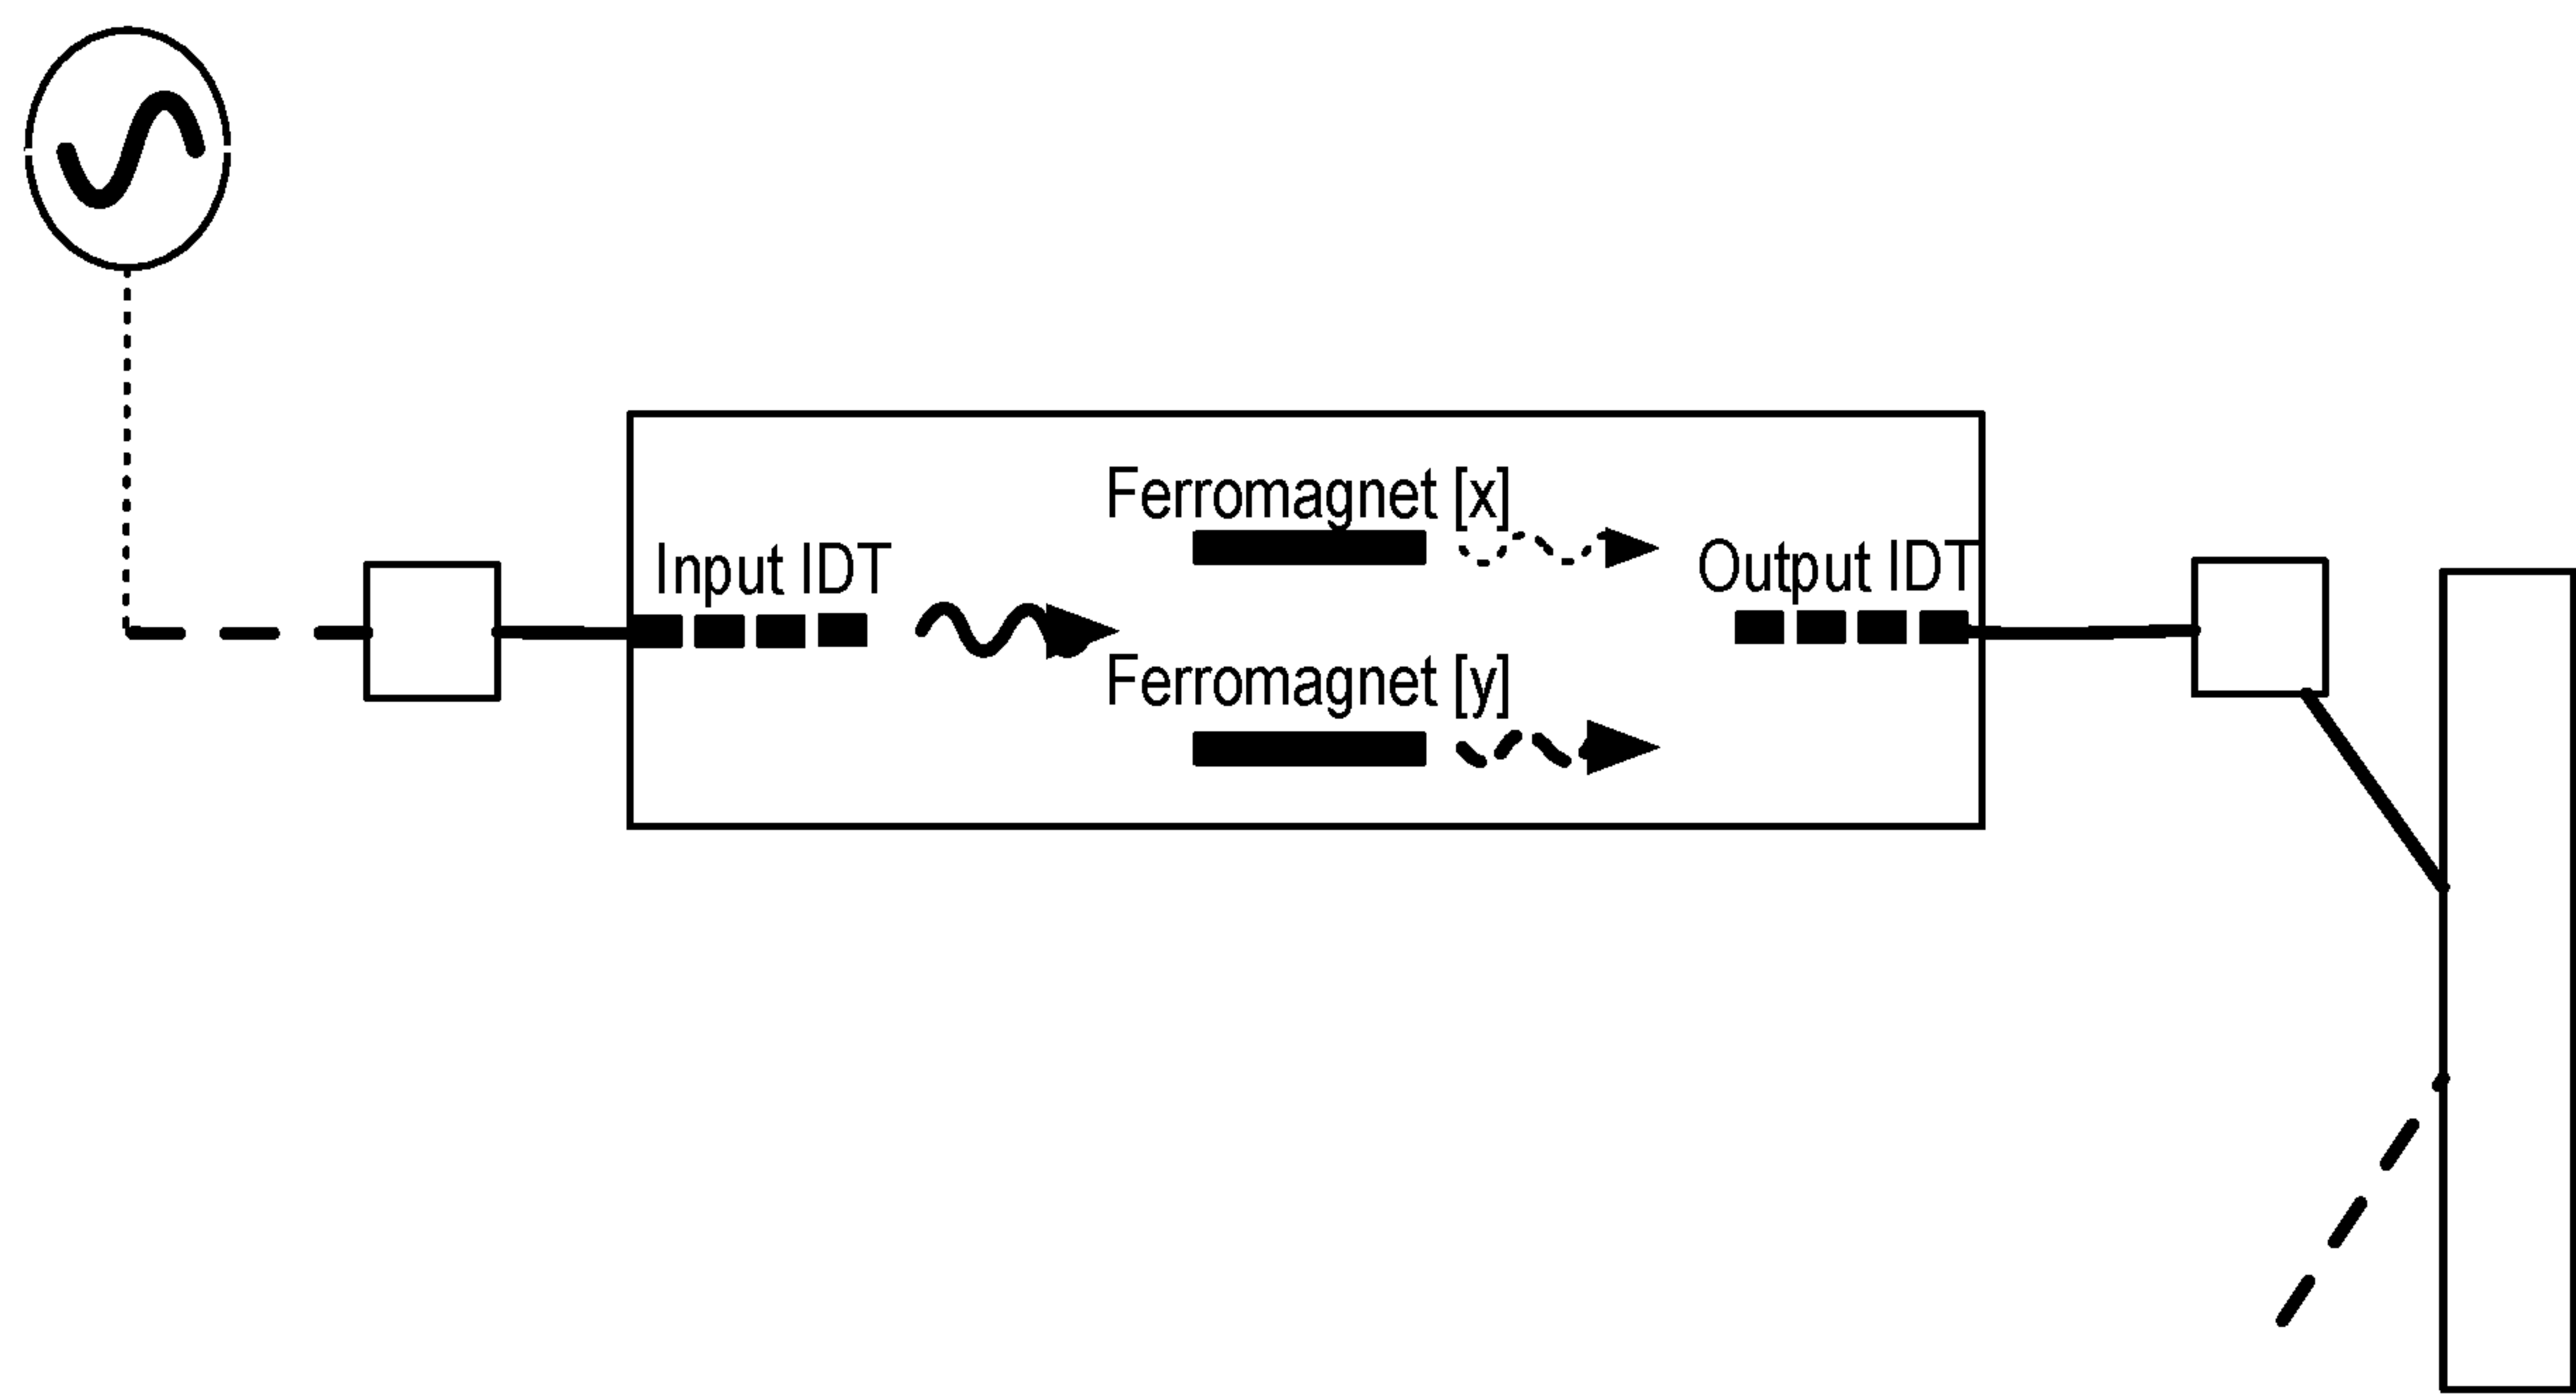 Ferromagnet [x]
Input IDT
Output IDT
Ferromagnet [y]